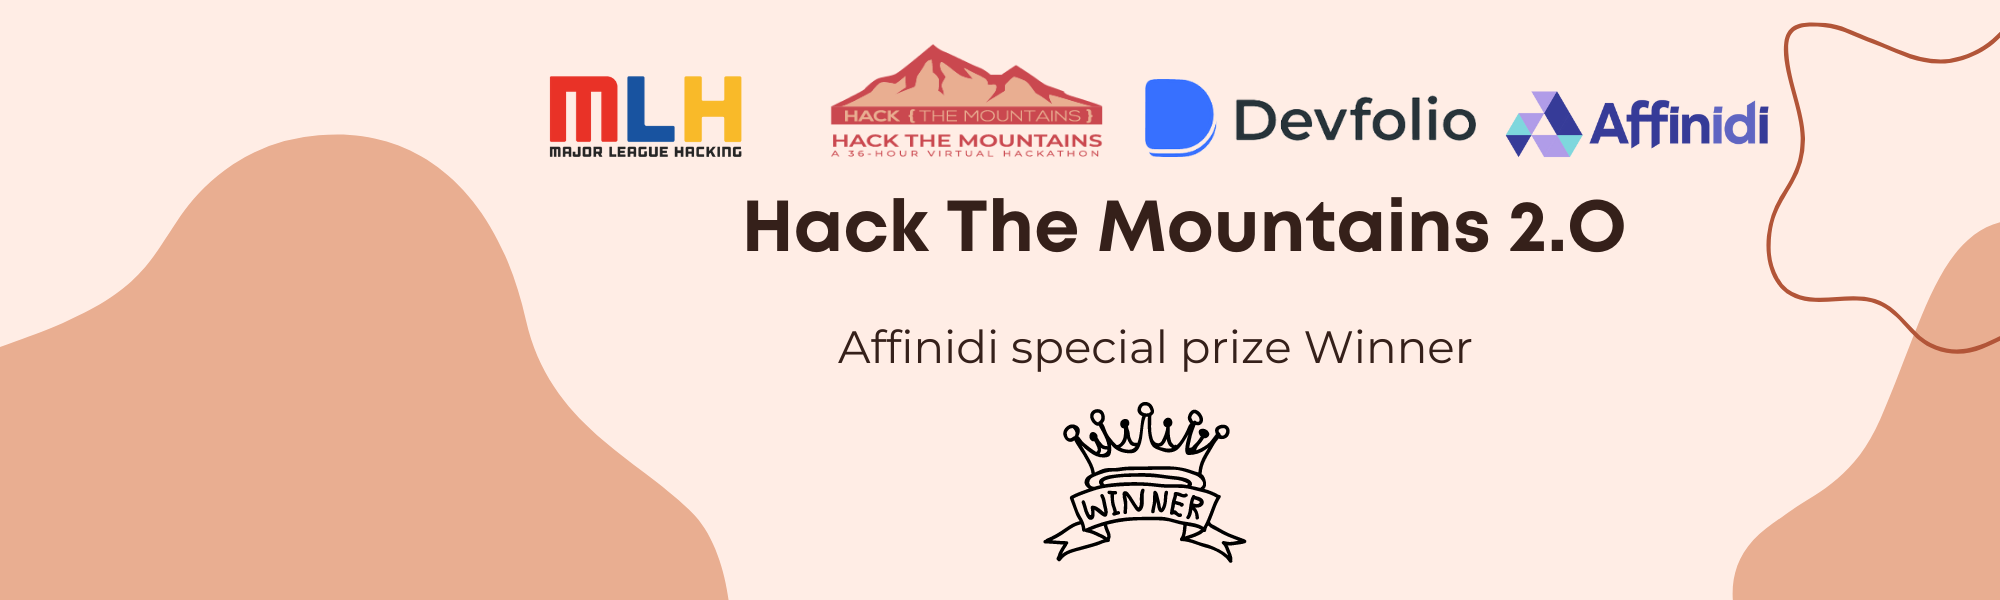 MLH
MAJOR LEAGUE HACKING
HACK {THE MOUNTAINS}
HACK THE MOUNTAINS
A 36-HOUR VIRTUAL HACKATHON
Devfolio
Affinidi
Hack The Mountains 2.O
Affinidi special prize Winner
WINNER